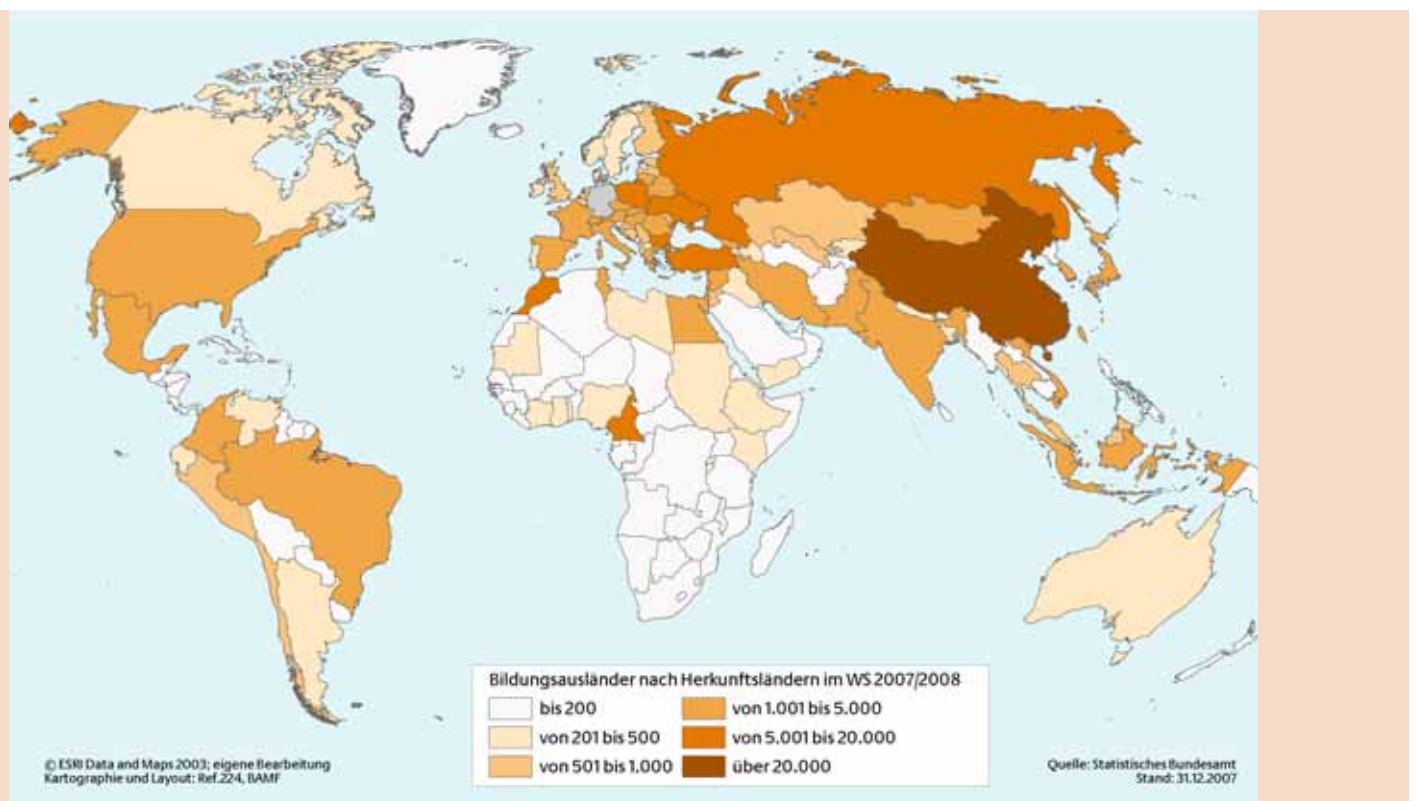 Bildungsausländer nach Herkunftsländern im WS 2007/2008
bis 200
von 201 bis 500
von 501 bis 1.000
von 1.001 bis 5.000
von 5.001 bis 20.000
über 20.000
© ESRI Data and Maps 2003; eigene Bearbeitung
Kartographie und Layout: Ref.224, BAMF
Quelle: Statistisches Bundesamt
Stand: 31.12.2007